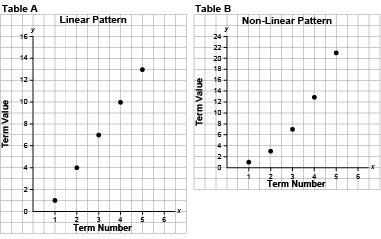 Table A
Linear Pattern
y
16
14
12
10
8
6
4
2
0
1 2 3 4 5 6
x
Term Value
Term Number
Table B
Non-Linear Pattern
y
24
22
20
18
16
14
12
10
8
6
4
2
0
1 2 3 4 5 6
x
Term Value
Term Number